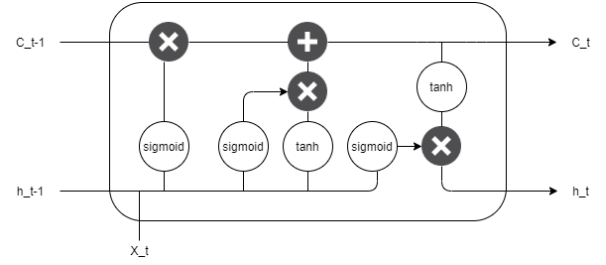 C_t-1
C_t
tanh
sigmoid
sigmoid
tanh
sigmoid
h_t-1
h_t
X_t